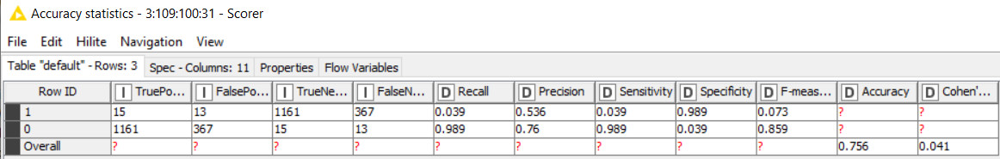 Accuracy statistics - 3:109:100:31 - Scorer
File Edit Hilite Navigation View
Table "default" - Rows: 3 Spec - Columns: 11 Properties Flow Variables
Row ID I TruePo... I FalsePo... I TrueNe... I FalseN... D Recall D Precision D Sensitivity D Specificity D F-meas... D Accuracy D Cohen'...
1 15 13 1161 367 0.039 0.536 0.039 0.989 0.073 ? ?
0 1161 367 15 13 0.989 0.76 0.989 0.039 0.859 ? ?
Overall ? ? ? ? ? ? ? ? ? 0.756 0.041